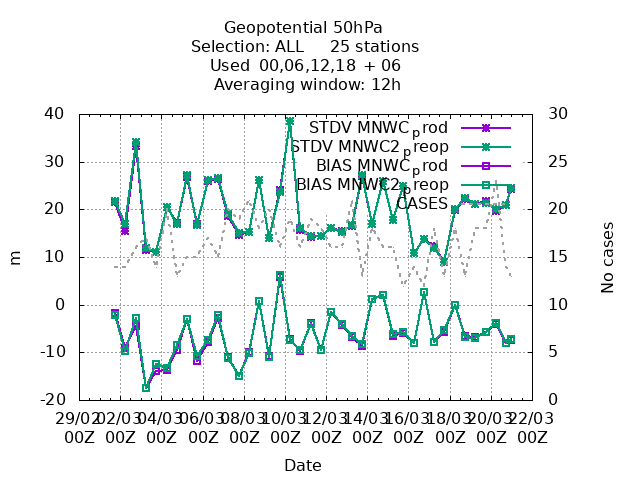 Geopotential 50hPa
Selection: ALL     25 stations
Used  00,06,12,18 + 06
Averaging window: 12h
STDV MNWC_prod
STDV MNWC2_preop
BIAS MNWC_prod
BIAS MNWC2_preop
CASES
40
30
20
10
0
-10
-20
30
25
20
15
10
5
0
m
No cases
29/02 02/03 04/03 06/03 08/03 10/03 12/03 14/03 16/03 18/03 20/03 22/03
00Z 00Z 00Z 00Z 00Z 00Z 00Z 00Z 00Z 00Z 00Z 00Z
Date